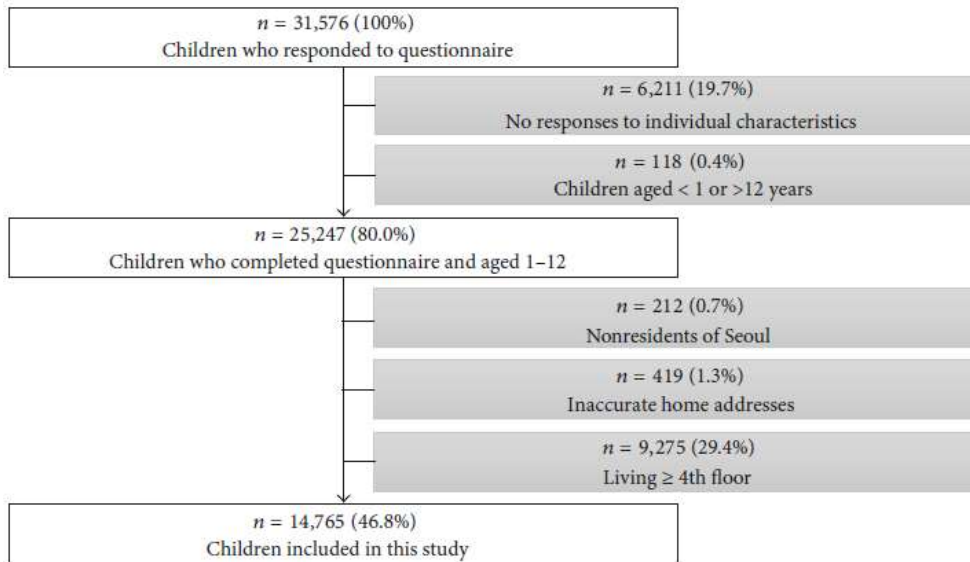 n = 31,576 (100%)
Children who responded to questionnaire
n = 6,211 (19.7%)
No responses to individual characteristics
n = 118 (0.4%)
Children aged < 1 or >12 years
n = 25,247 (80.0%)
Children who completed questionnaire and aged 1–12
n = 212 (0.7%)
Nonresidents of Seoul
n = 419 (1.3%)
Inaccurate home addresses
n = 9,275 (29.4%)
Living ≥ 4th floor
n = 14,765 (46.8%)
Children included in this study